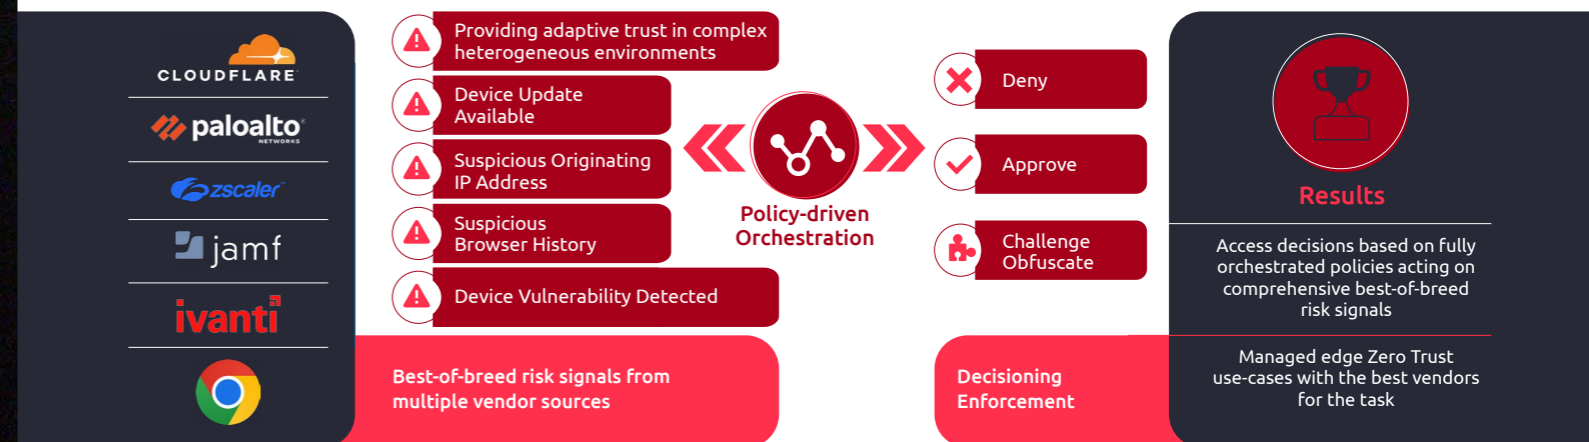 CLOUDFLARE
paloalto
NETWORKS
zscaler
jamf
ivanti
Providing adaptive trust in complex
heterogeneous environments
Device Update
Available
Suspicious Originating
IP Address
Suspicious
Browser History
Device Vulnerability Detected
Best-of-breed risk signals from
multiple vendor sources
Policy-driven
Orchestration
Deny
Approve
Challenge
Obfuscate
Decisioning
Enforcement
Results
Access decisions based on fully
orchestrated policies acting on
comprehensive best-of-breed
risk signals
Managed edge Zero Trust
use-cases with the best vendors
for the task